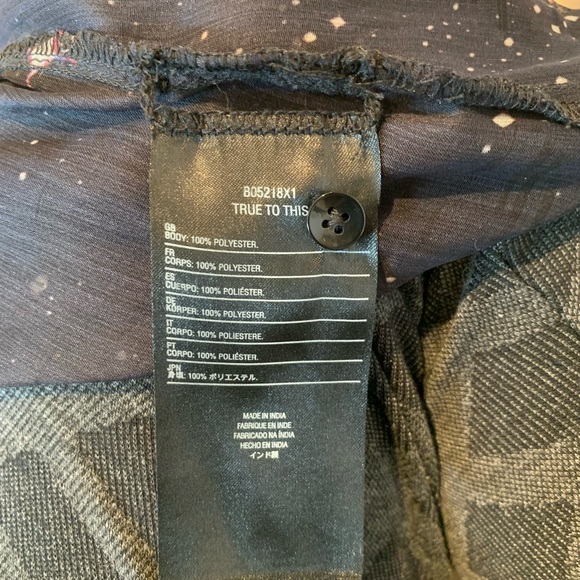 B05218X1
TRUE TO THIS
GB
BODY: 100% POLYESTER.
FR
CORPS: 100% POLYESTER.
ES
CUERPO: 100% POLIÉSTER.
DE
KÖRPER: 100% POLYESTER.
IT
CORPO: 100% POLIESTERE.
PT
CORPO: 100% POLIÉSTER.
JPN
身頃: 100% ポリエステル.
MADE IN INDIA
FABRIQUE EN INDE
FABRICADO NA ÍNDIA
HECHO EN INDIA
インド製